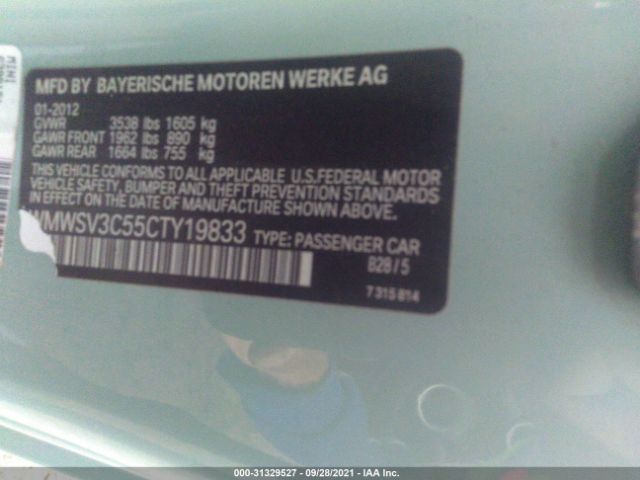 MINI
MFD BY BAYERISCHE MOTOREN WERKE AG
01-2012
GVWR 3538 lbs 1605 kg
GAWR FRONT 1962 lbs 890 kg
GAWR REAR 1664 lbs 755 kg
THIS VEHICLE CONFORMS TO ALL APPLICABLE U.S.FEDERAL MOTOR
VEHICLE SAFETY, BUMPER AND THEFT PREVENTION STANDARDS
IN EFFECT ON THE DATE OF MANUFACTURE SHOWN ABOVE.
WMWSV3C55CTY19833 TYPE: PASSENGER CAR
B28/5
7 315 814
000-31329527 - 09/28/2021 - IAA Inc.